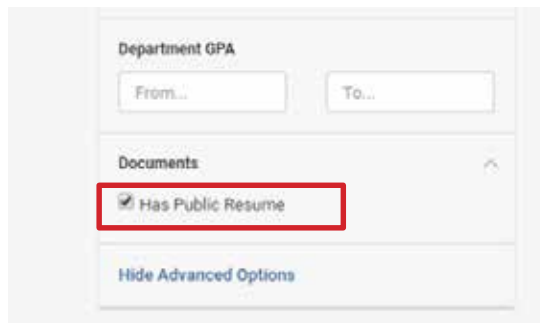 Department GPA
From... To...
Documents
Has Public Resume
Hide Advanced Options